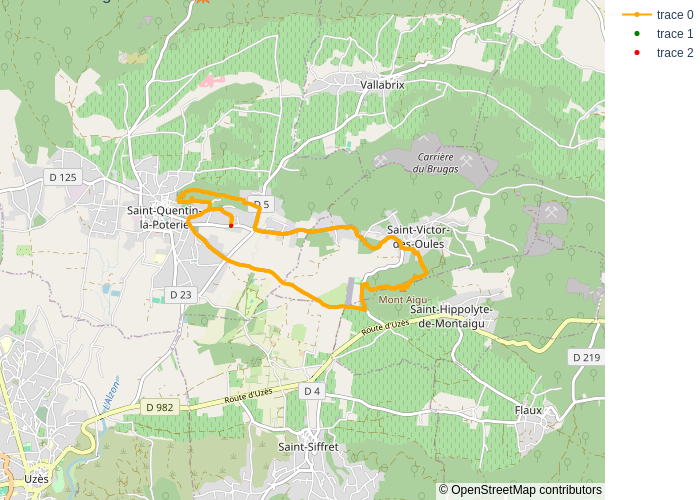 trace 0
trace 1
trace 2
Vallabrix
Carrière
du Brugas
D 125
D 5
Saint-Quentin-
la-Poterie
Saint-Victor-
des-Oules
D 23
Mont Aigu
Saint-Hippolyte-
de-Montaigu
Route d'Uzès
D 219
L'Alzon
D 4
Route d'Uzès
D 982
Flaux
Saint-Siffret
Uzès
© OpenStreetMap contributors